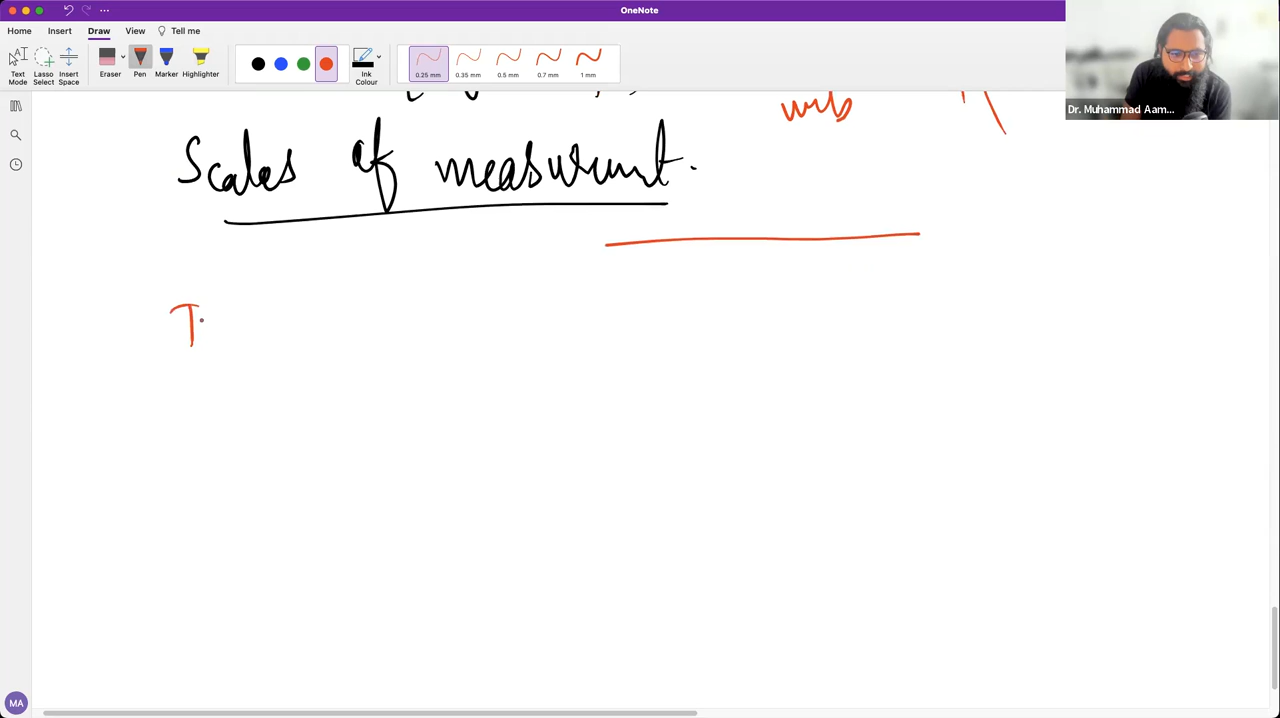 OneNote
Home Insert Draw View Tell me
Text Mode Lasso Select Insert Space Eraser Pen Marker Highlighter Ink Colour 0.25 mm 0.35 mm 0.5 mm 0.7 mm 1 mm
Dr. Muhammad Aam...
Scales of measurmt.
T
MA